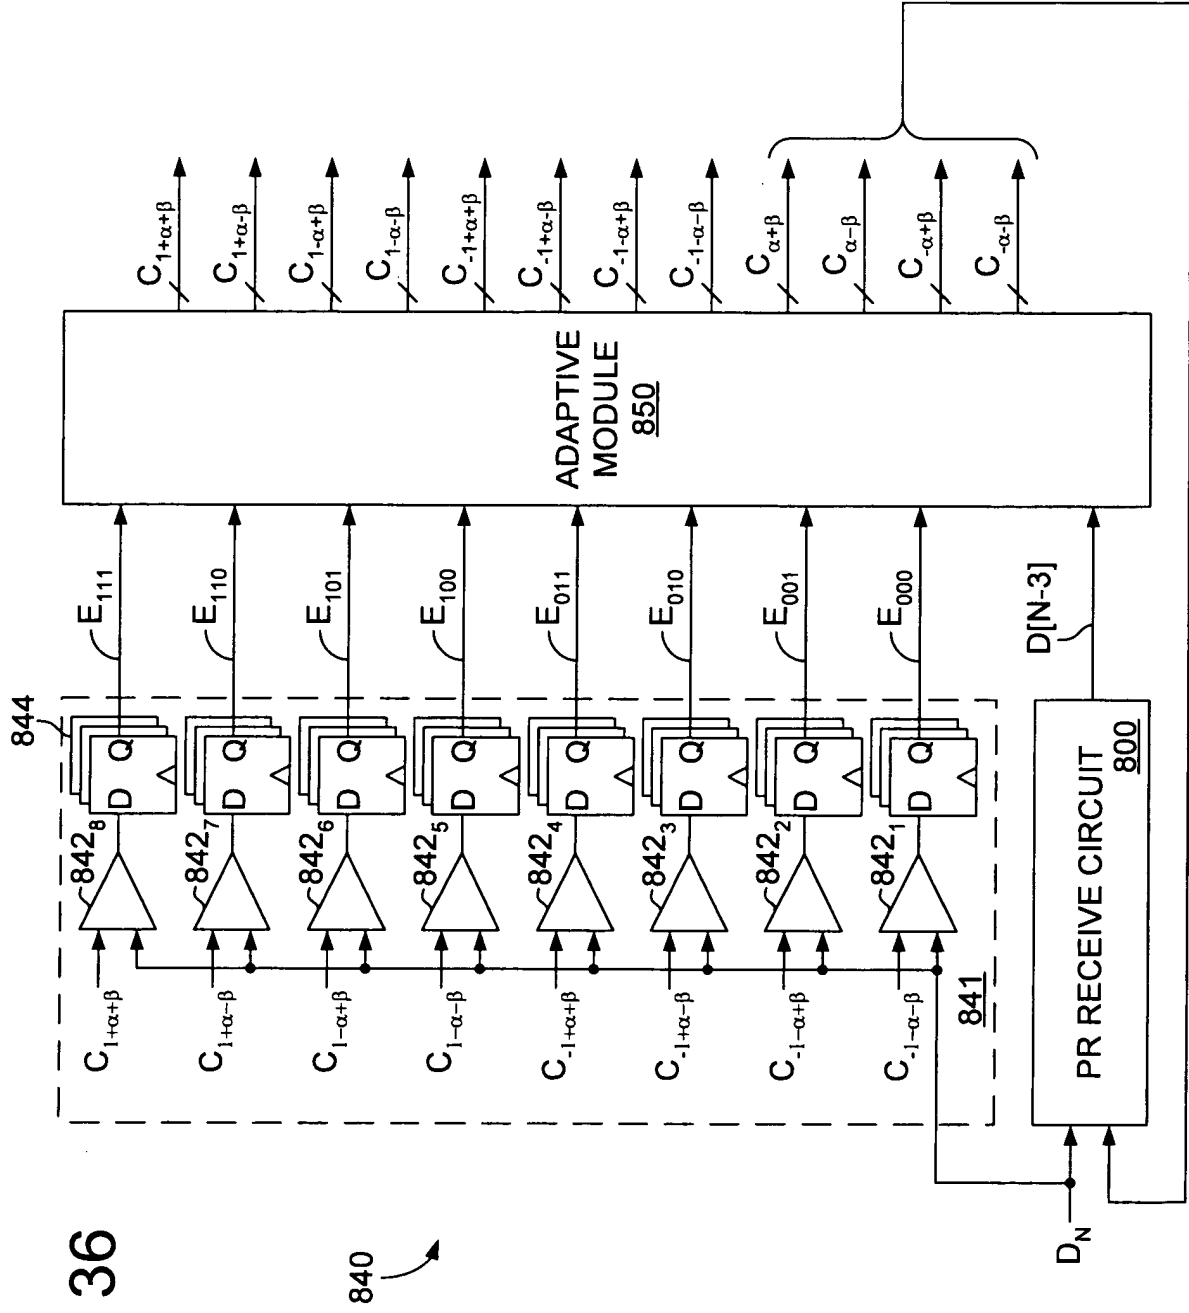 36
840
844
C₁₊α₊β
842₈
D Q
E₁₁₁
C₁₊α₋β
842₇
D Q
E₁₁₀
C₁₋α₊β
842₆
D Q
E₁₀₁
C₁₋α₋β
842₅
D Q
E₁₀₀
C₋₁₊α₊β
842₄
D Q
E₀₁₁
C₋₁₊α₋β
842₃
D Q
E₀₁₀
C₋₁₋α₊β
842₂
D Q
E₀₀₁
C₋₁₋α₋β
842₁
D Q
E₀₀₀
841
D_N
PR RECEIVE CIRCUIT
800
D[N-3]
ADAPTIVE
MODULE
850
C₁₊α₊β
C₁₊α₋β
C₁₋α₊β
C₁₋α₋β
C₋₁₊α₊β
C₋₁₊α₋β
C₋₁₋α₊β
C₋₁₋α₋β
Cα₊β
Cα₋β
C₋α₊β
C₋α₋β